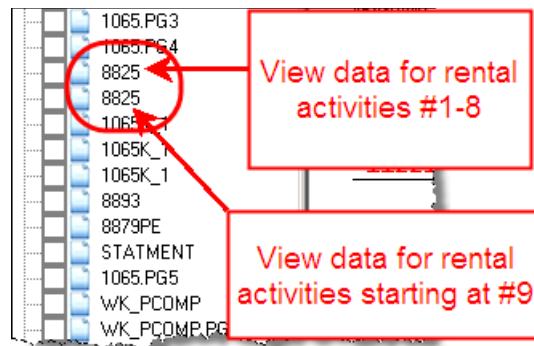 1065.PG3
1065.PG4
8825
8825
1065K_1
1065K_1
1065K_1
8893
8879PE
STATMENT
1065.PG5
WK_PCOMP
WK_PCOMP.PG
View data for rental
activities #1-8
View data for rental
activities starting at #9